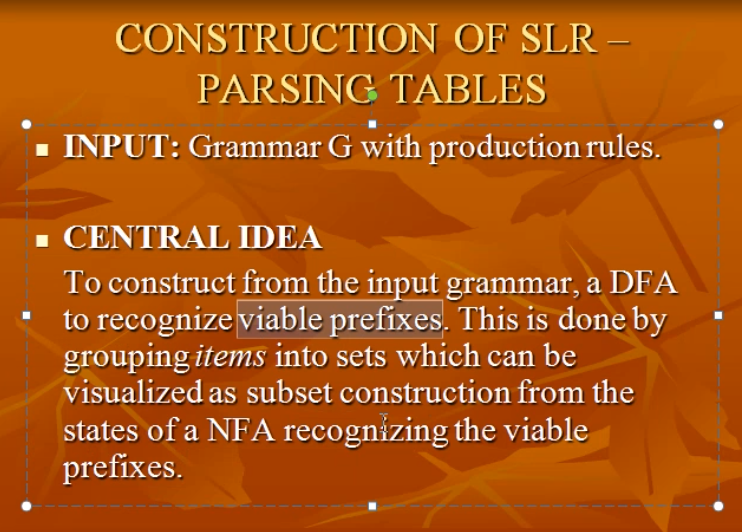 CONSTRUCTION OF SLR –
PARSING TABLES
INPUT: Grammar G with production rules.
CENTRAL IDEA
To construct from the input grammar, a DFA
to recognize viable prefixes. This is done by
grouping items into sets which can be
visualized as subset construction from the
states of a NFA recognizing the viable
prefixes.